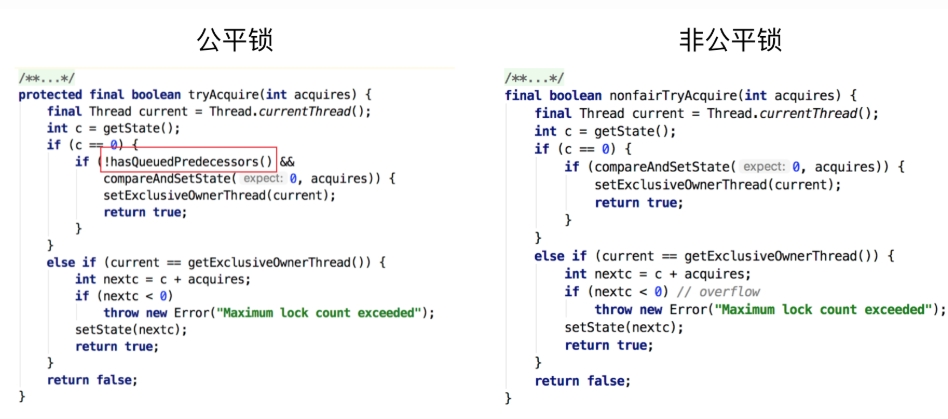 公平锁
/**...*/
protected final boolean tryAcquire(int acquires) {
final Thread current = Thread.currentThread();
int c = getState();
if (c == 0) {
if (!hasQueuedPredecessors() &&
compareAndSetState( expect: 0, acquires)) {
setExclusiveOwnerThread(current);
return true;
}
}
else if (current == getExclusiveOwnerThread()) {
int nextc = c + acquires;
if (nextc < 0)
throw new Error("Maximum lock count exceeded");
setState(nextc);
return true;
}
return false;
}
非公平锁
/**...*/
final boolean nonfairTryAcquire(int acquires) {
final Thread current = Thread.currentThread();
int c = getState();
if (c == 0) {
if (compareAndSetState( expect: 0, acquires)) {
setExclusiveOwnerThread(current);
return true;
}
}
else if (current == getExclusiveOwnerThread()) {
int nextc = c + acquires;
if (nextc < 0) // overflow
throw new Error("Maximum lock count exceeded");
setState(nextc);
return true;
}
return false;
}